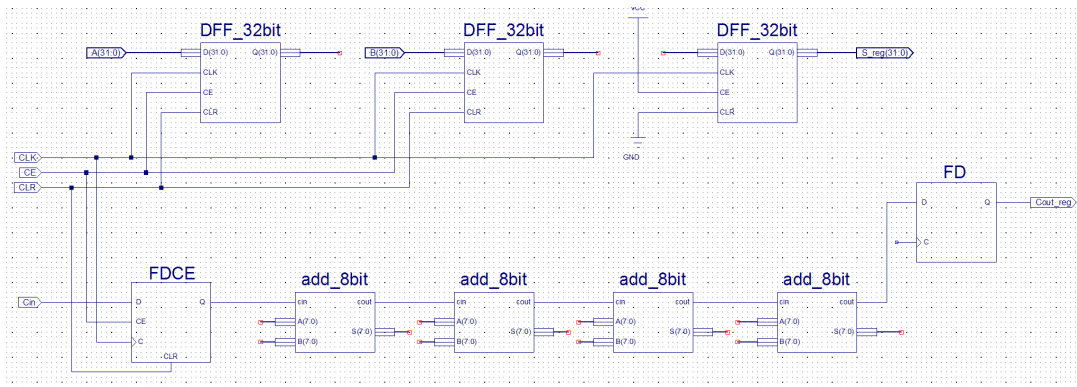 VCC
DFF_32bit
DFF_32bit
DFF_32bit
A(31:0)
D(31:0)
Q(31:0)
B(31:0)
D(31:0)
Q(31:0)
D(31:0)
Q(31:0)
S_reg(31:0)
CLK
CLK
CLK
CE
CE
CE
CLR
CLR
CLR
GND
CLK
CE
CLR
FD
D
Q
Cout_reg
C
FDCE
add_8bit
add_8bit
add_8bit
add_8bit
Cin
D
Q
cin
cout
cin
cout
cin
cout
cin
cout
CE
A(7:0)
A(7:0)
A(7:0)
A(7:0)
S(7:0)
S(7:0)
S(7:0)
S(7:0)
C
B(7:0)
B(7:0)
B(7:0)
B(7:0)
CLR